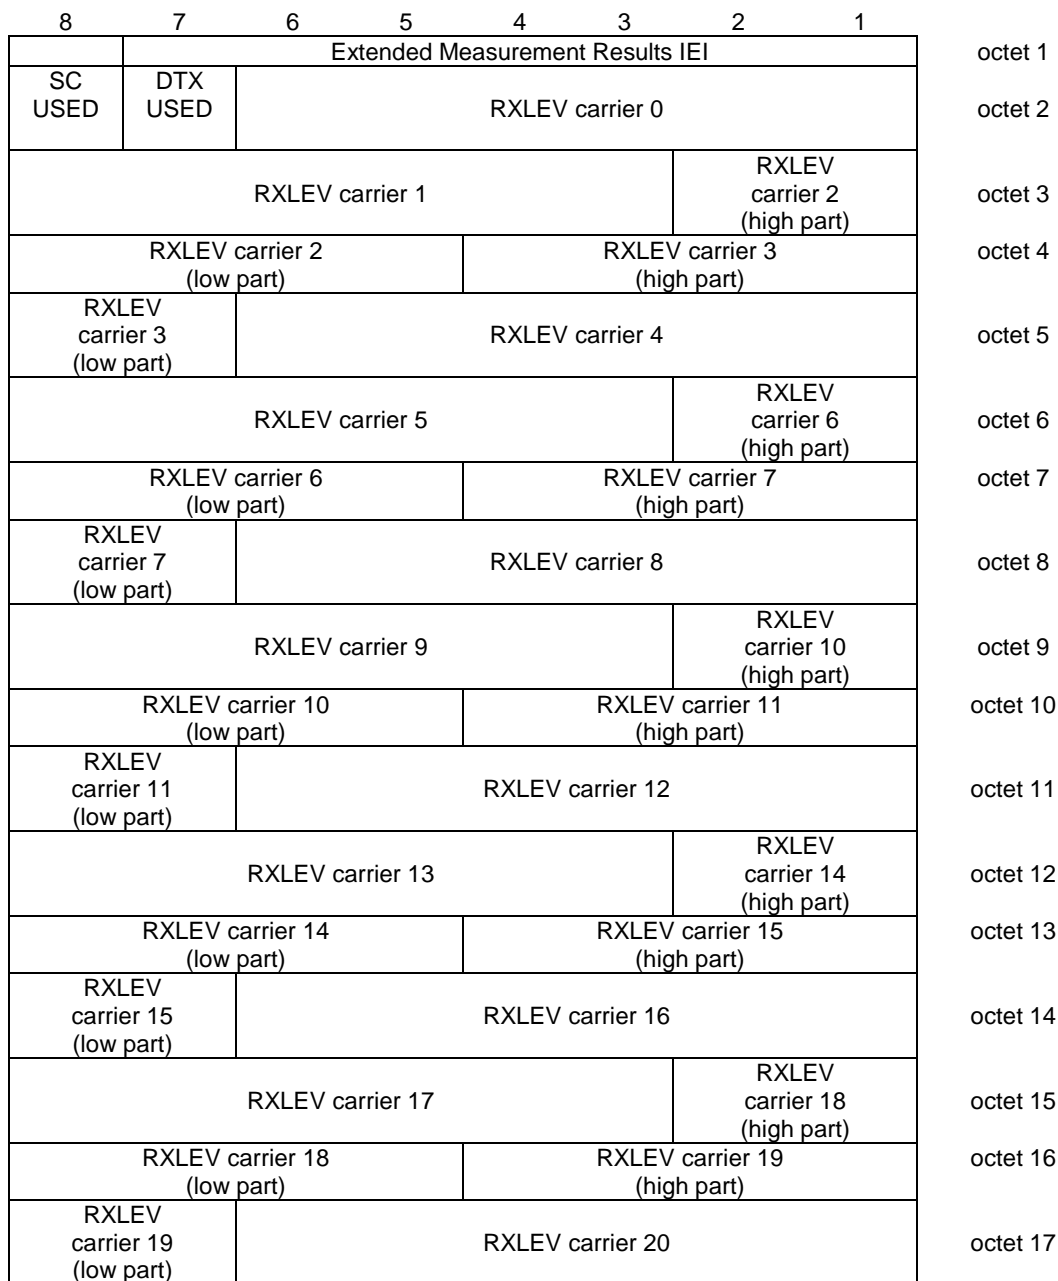 8 7 6 5 4 3 2 1
Extended Measurement Results IEI octet 1
SC DTX
USED USED RXLEV carrier 0 octet 2
RXLEV
RXLEV carrier 1 carrier 2 octet 3
(high part)
RXLEV carrier 2 RXLEV carrier 3 octet 4
(low part) (high part)
RXLEV
carrier 3 RXLEV carrier 4 octet 5
(low part)
RXLEV
RXLEV carrier 5 carrier 6 octet 6
(high part)
RXLEV carrier 6 RXLEV carrier 7 octet 7
(low part) (high part)
RXLEV
carrier 7 RXLEV carrier 8 octet 8
(low part)
RXLEV
RXLEV carrier 9 carrier 10 octet 9
(high part)
RXLEV carrier 10 RXLEV carrier 11 octet 10
(low part) (high part)
RXLEV
carrier 11 RXLEV carrier 12 octet 11
(low part)
RXLEV
RXLEV carrier 13 carrier 14 octet 12
(high part)
RXLEV carrier 14 RXLEV carrier 15 octet 13
(low part) (high part)
RXLEV
carrier 15 RXLEV carrier 16 octet 14
(low part)
RXLEV
RXLEV carrier 17 carrier 18 octet 15
(high part)
RXLEV carrier 18 RXLEV carrier 19 octet 16
(low part) (high part)
RXLEV
carrier 19 RXLEV carrier 20 octet 17
(low part)